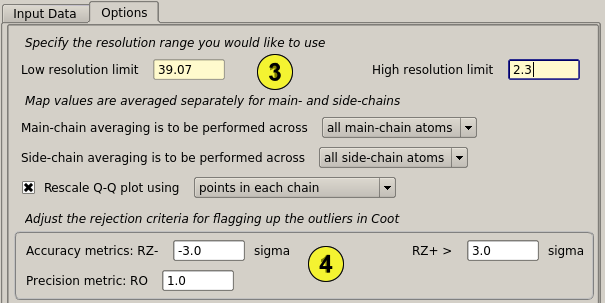 Input Data Options
Specify the resolution range you would like to use
Low resolution limit 39.07 3 High resolution limit 2.3
Map values are averaged separately for main- and side-chains
Main-chain averaging is to be performed across all main-chain atoms
Side-chain averaging is to be performed across all side-chain atoms
Rescale Q-Q plot using points in each chain
Adjust the rejection criteria for flagging up the outliers in Coot
Accuracy metrics: RZ- -3.0 sigma 4 RZ+ > 3.0 sigma
Precision metric: RO 1.0